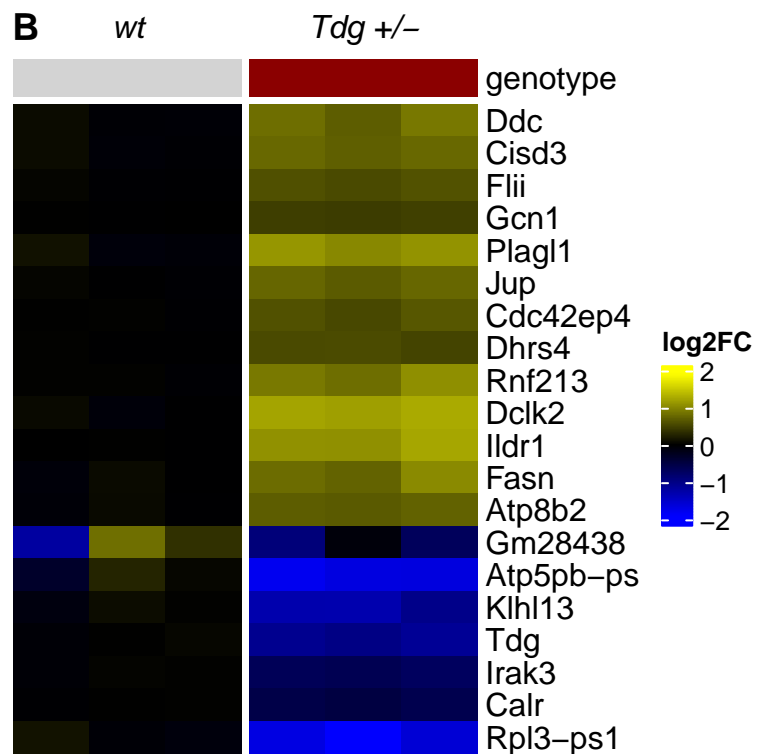 B wt Tdg +/−
genotype
Ddc
Cisd3
Flii
Gcn1
Plagl1
Jup
Cdc42ep4
Dhrs4
Rnf213
Dclk2
Ildr1
Fasn
Atp8b2
Gm28438
Atp5pb−ps
Klhl13
Tdg
Irak3
Calr
Rpl3−ps1
log2FC
2
1
0
−1
−2